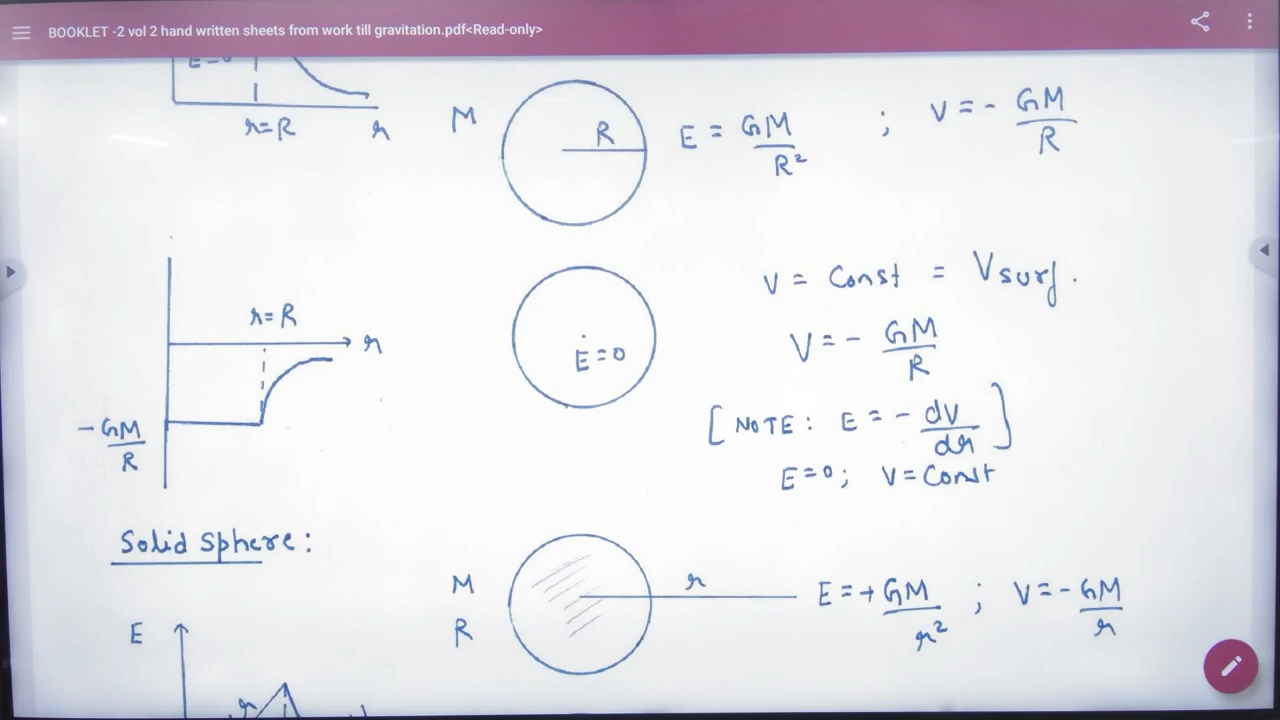 BOOKLET -2 vol 2 hand written sheets from work till gravitation.pdf<Read-only>
E=0
r=R
r
M
R
E = GM/R² ; V = - GM/R
r=R
r
-GM/R
E=0
V = Const = Vsurf.
V = - GM/R
[NOTE: E = - dv/dr]
E=0; V=Const
Solid Sphere:
M
R
r
E = + GM/r² ; V = - GM/r
E
r